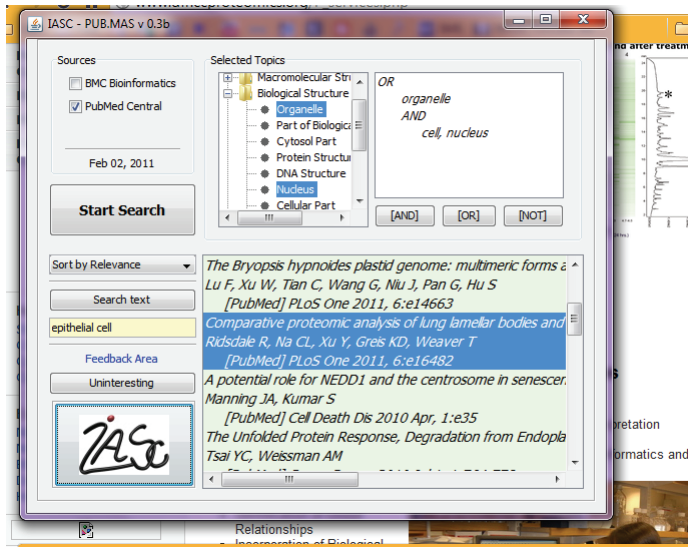 IASC - PUB.MAS v 0.3b
Sources
BMC Bioinformatics
PubMed Central
Feb 02, 2011
Start Search
Selected Topics
Macromolecular Stru
Biological Structure
Organelle
Part of Biologica
Cytosol Part
Protein Structur
DNA Structure
Nucleus
Cellular Part
OR
organelle
AND
cell, nucleus
[AND] [OR] [NOT]
Sort by Relevance
Search text
epithelial cell
Feedback Area
Uninteresting
IASC
The Bryopsis hypnoides plastid genome: multimeric forms a
Lu F, Xu W, Tian C, Wang G, Niu J, Pan G, Hu S
[PubMed] PLoS One 2011, 6:e14663
Comparative proteomic analysis of lung lamellar bodies and
Ridsdale R, Na CL, Xu Y, Greis KD, Weaver T
[PubMed] PLoS One 2011, 6:e16482
A potential role for NEDD1 and the centrosome in senescen
Manning JA, Kumar S
[PubMed] Cell Death Dis 2010 Apr, 1:e35
The Unfolded Protein Response, Degradation from Endopla
Tsai YC, Weissman AM
nd after treatm
*
pretation
ormatics and
Relationships